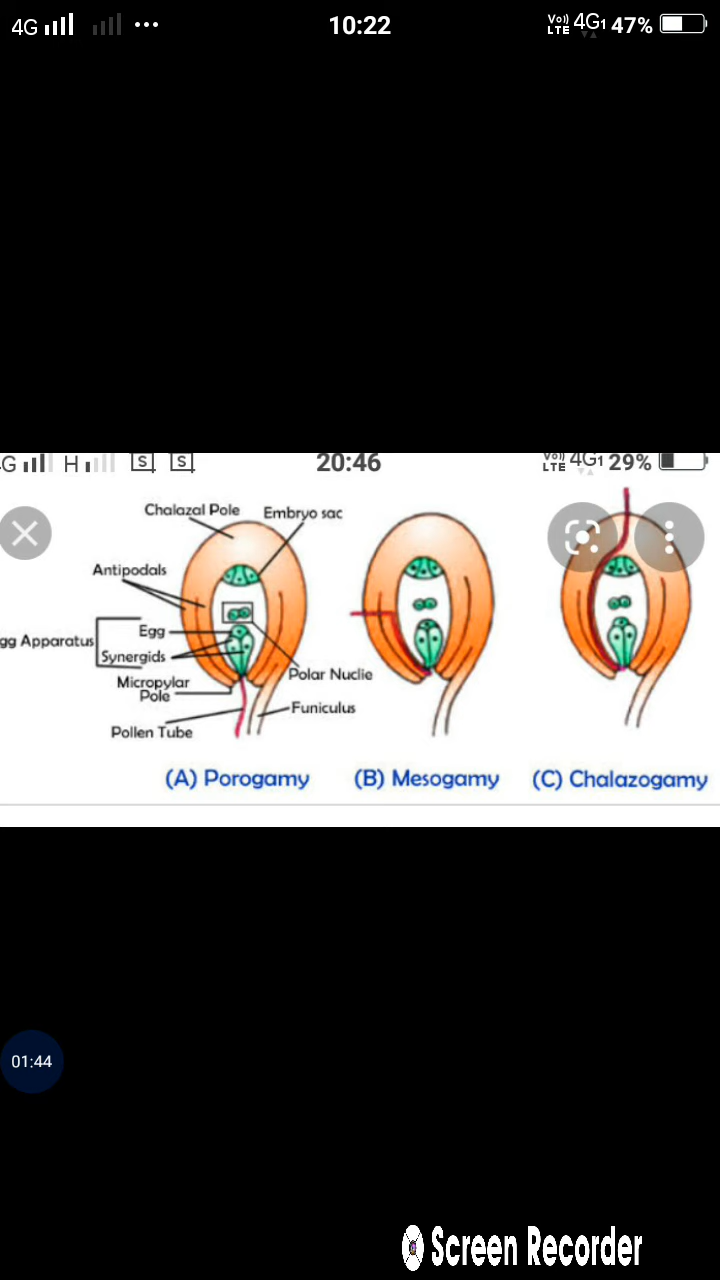 4G ... 10:22 Vo)) LTE 4G1 47%
G H S S 20:46 Vo)) LTE 4G1 29%
Chalazal Pole Embryo sac
Antipodals
Egg
gg Apparatus
Synergids
Polar Nuclie
Micropylar
Pole
Funiculus
Pollen Tube
(A) Porogamy (B) Mesogamy (C) Chalazogamy
01:44
Screen Recorder